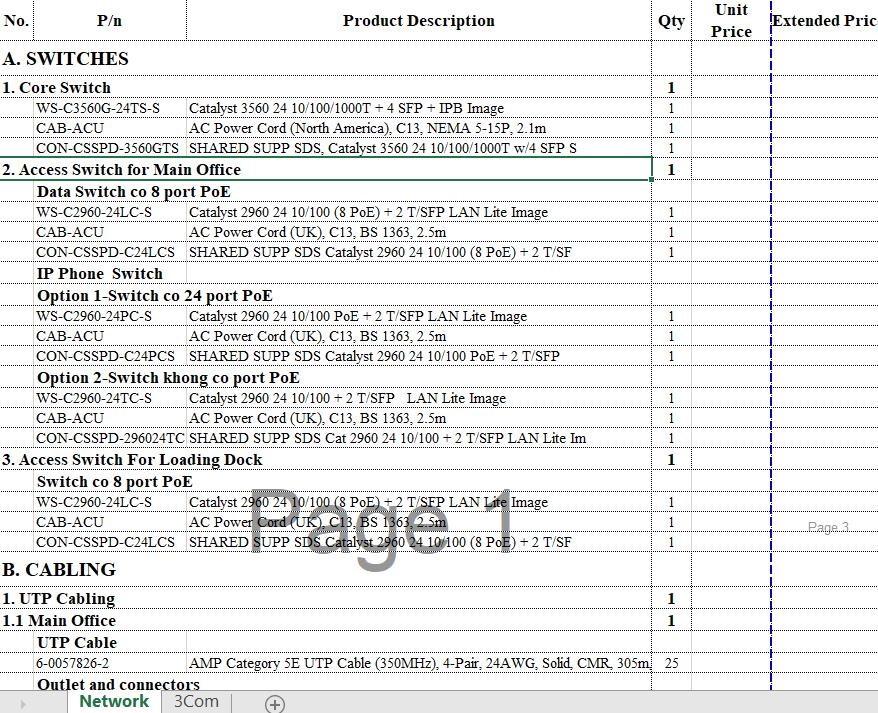 No. P/n Product Description Qty Unit Price Extended Pric
A. SWITCHES
1. Core Switch 1
WS-C3560G-24TS-S Catalyst 3560 24 10/100/1000T + 4 SFP + IPB Image 1
CAB-ACU AC Power Cord (North America), C13, NEMA 5-15P, 2.1m 1
CON-CSSPD-3560GTS SHARED SUPP SDS, Catalyst 3560 24 10/100/1000T w/4 SFP S 1
2. Access Switch for Main Office 1
Data Switch co 8 port PoE
WS-C2960-24LC-S Catalyst 2960 24 10/100 (8 PoE) + 2 T/SFP LAN Lite Image 1
CAB-ACU AC Power Cord (UK), C13, BS 1363, 2.5m 1
CON-CSSPD-C24LCS SHARED SUPP SDS Catalyst 2960 24 10/100 (8 PoE) + 2 T/SF 1
IP Phone Switch
Option 1-Switch co 24 port PoE
WS-C2960-24PC-S Catalyst 2960 24 10/100 PoE + 2 T/SFP LAN Lite Image 1
CAB-ACU AC Power Cord (UK), C13, BS 1363, 2.5m 1
CON-CSSPD-C24PCS SHARED SUPP SDS Catalyst 2960 24 10/100 PoE + 2 T/SFP 1
Option 2-Switch khong co port PoE
WS-C2960-24TC-S Catalyst 2960 24 10/100 + 2 T/SFP LAN Lite Image 1
CAB-ACU AC Power Cord (UK), C13, BS 1363, 2.5m 1
CON-CSSPD-296024TC SHARED SUPP SDS Cat 2960 24 10/100 + 2 T/SFP LAN Lite Im 1
3. Access Switch For Loading Dock 1
Switch co 8 port PoE
WS-C2960-24LC-S Catalyst 2960 24 10/100 (8 PoE) + 2 T/SFP LAN Lite Image 1
CAB-ACU AC Power Cord (UK), C13, BS 1363, 2.5m 1
Page 1
Page 3
CON-CSSPD-C24LCS SHARED SUPP SDS Catalyst 2960 24 10/100 (8 PoE) + 2 T/SF 1
B. CABLING
1. UTP Cabling 1
1.1 Main Office 1
UTP Cable
6-0057826-2 AMP Category 5E UTP Cable (350MHz), 4-Pair, 24AWG, Solid, CMR, 305m, 25
Outlet and connectors
Network 3Com